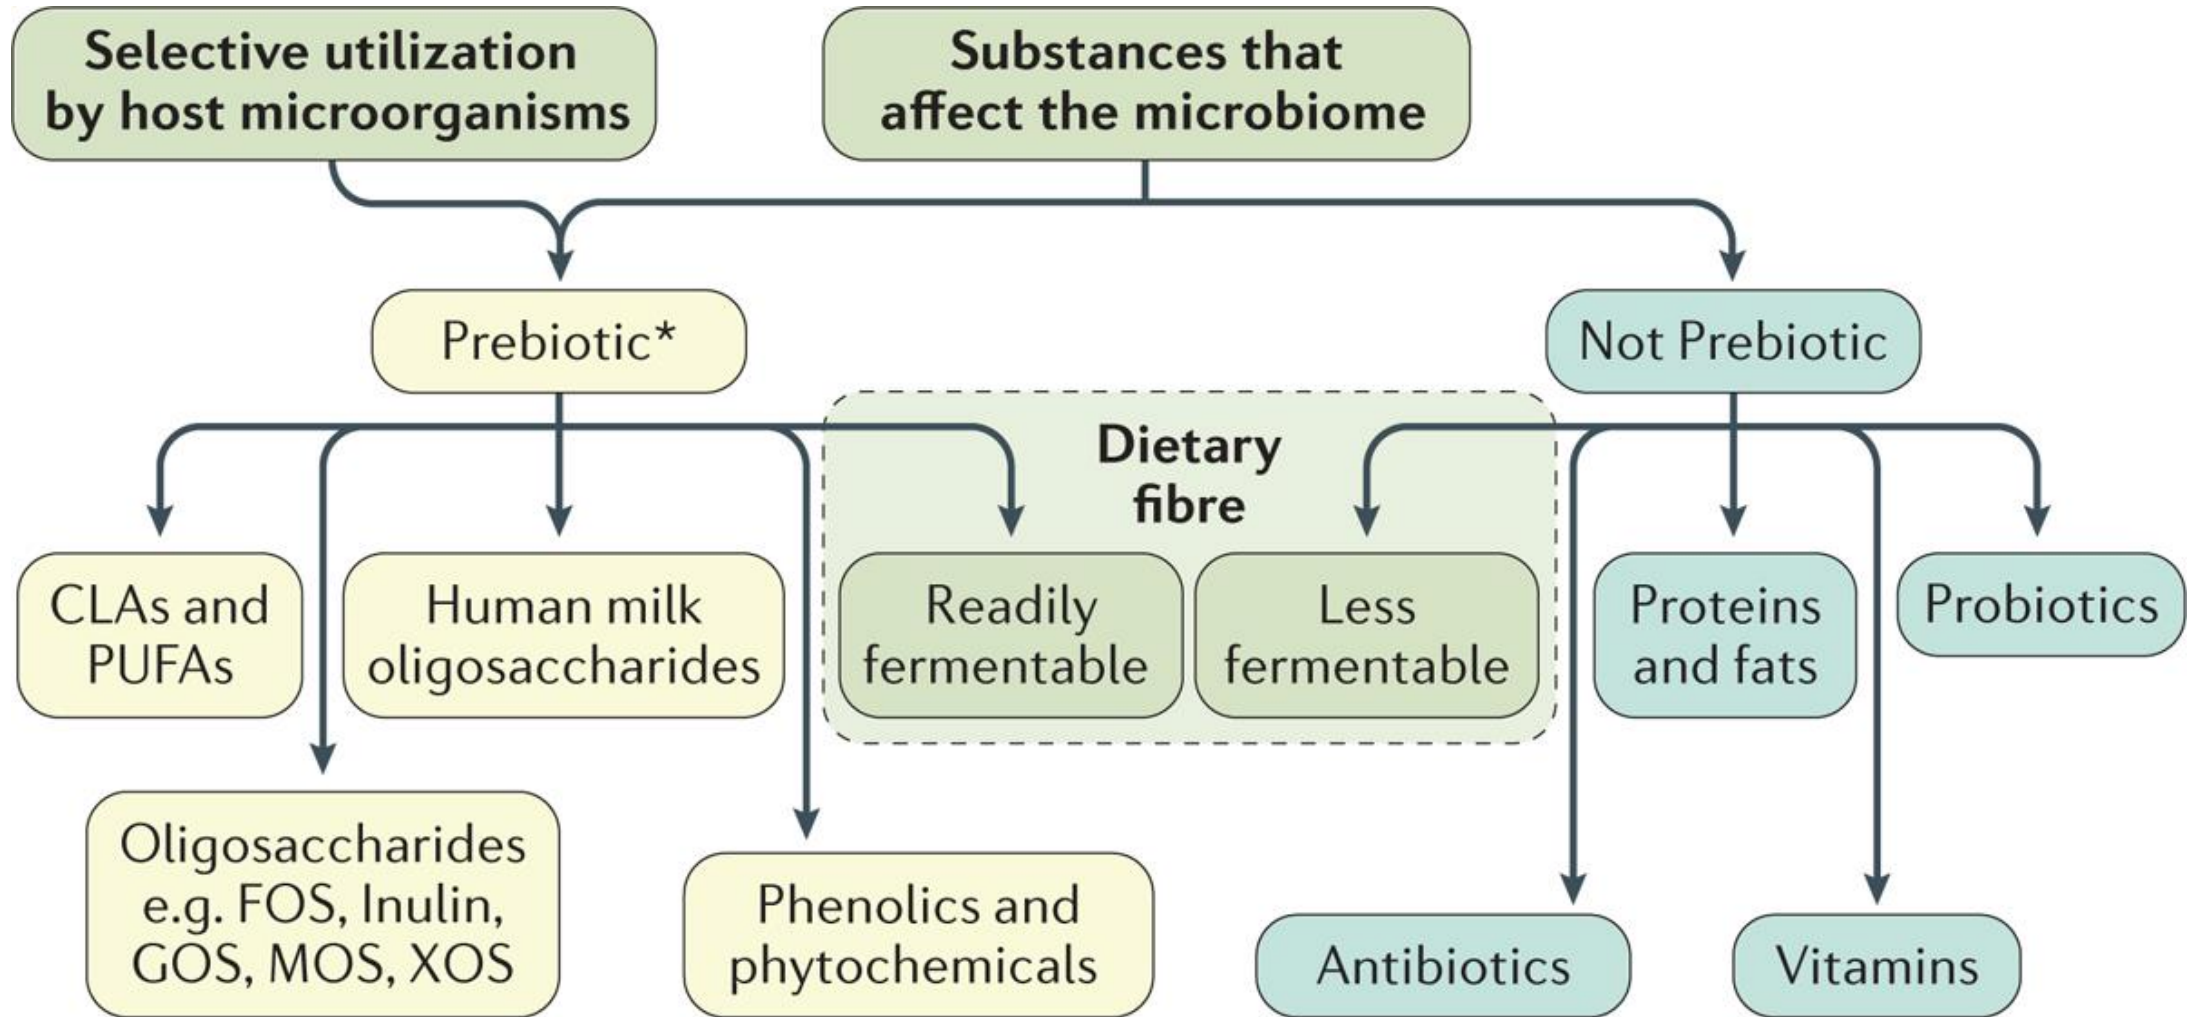 Selective utilization
by host microorganisms
Substances that
affect the microbiome
Prebiotic*
Not Prebiotic
Dietary
fibre
CLAs and
PUFAs
Human milk
oligosaccharides
Readily
fermentable
Less
fermentable
Proteins
and fats
Probiotics
Oligosaccharides
e.g. FOS, Inulin,
GOS, MOS, XOS
Phenolics and
phytochemicals
Antibiotics
Vitamins